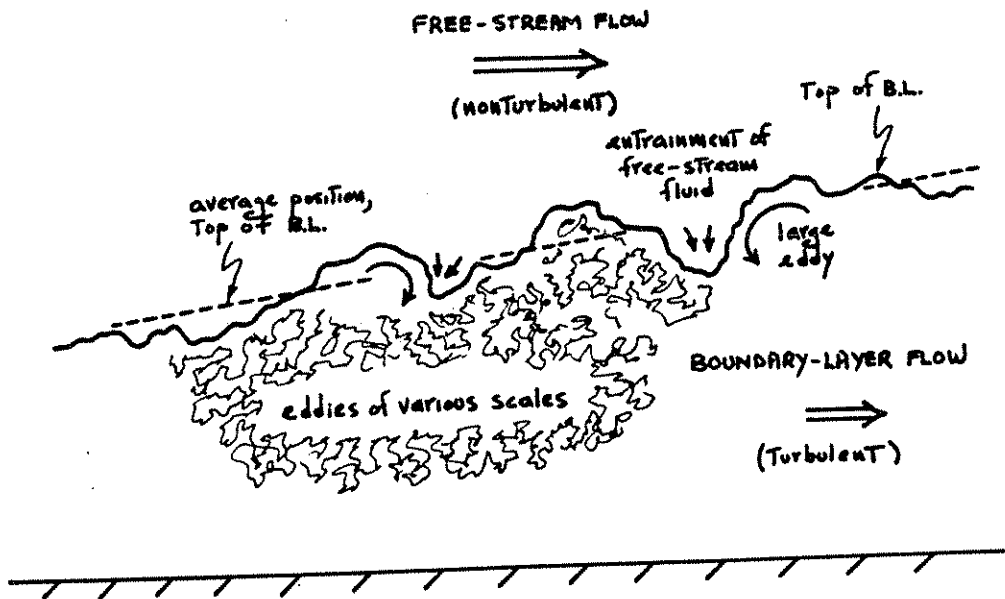 FREE-STREAM FLOW
(nonTurbulenT)
Top of B.L.
enTrainmenT of
free-stream
fluid
average position,
Top of B.L.
large
eddy
BOUNDARY-LAYER FLOW
eddies of various scales
(TurbulenT)